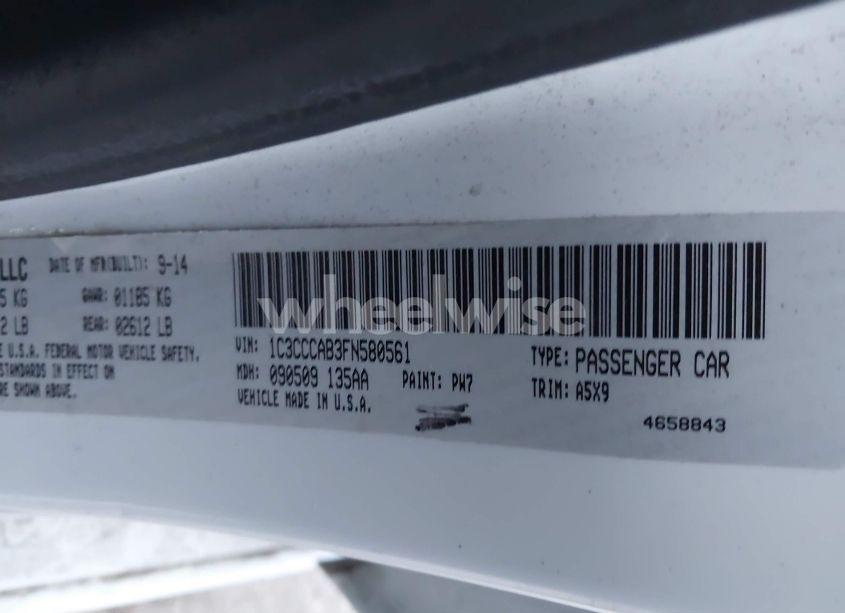 LLC DATE OF MFR(BUILT): 9-14
5 KG GAWR: 01185 KG
2 LB REAR: 02612 LB
U.S.A. FEDERAL MOTOR VEHICLE SAFETY,
STANDARDS IN EFFECT ON
RE SHOWN ABOVE.
wheelwise
VIN: 1C3CCCAB3FN580561
MDH: 090509 135AA PAINT: PW7
VEHICLE MADE IN U.S.A.
TYPE: PASSENGER CAR
TRIM: A5X9
4658843